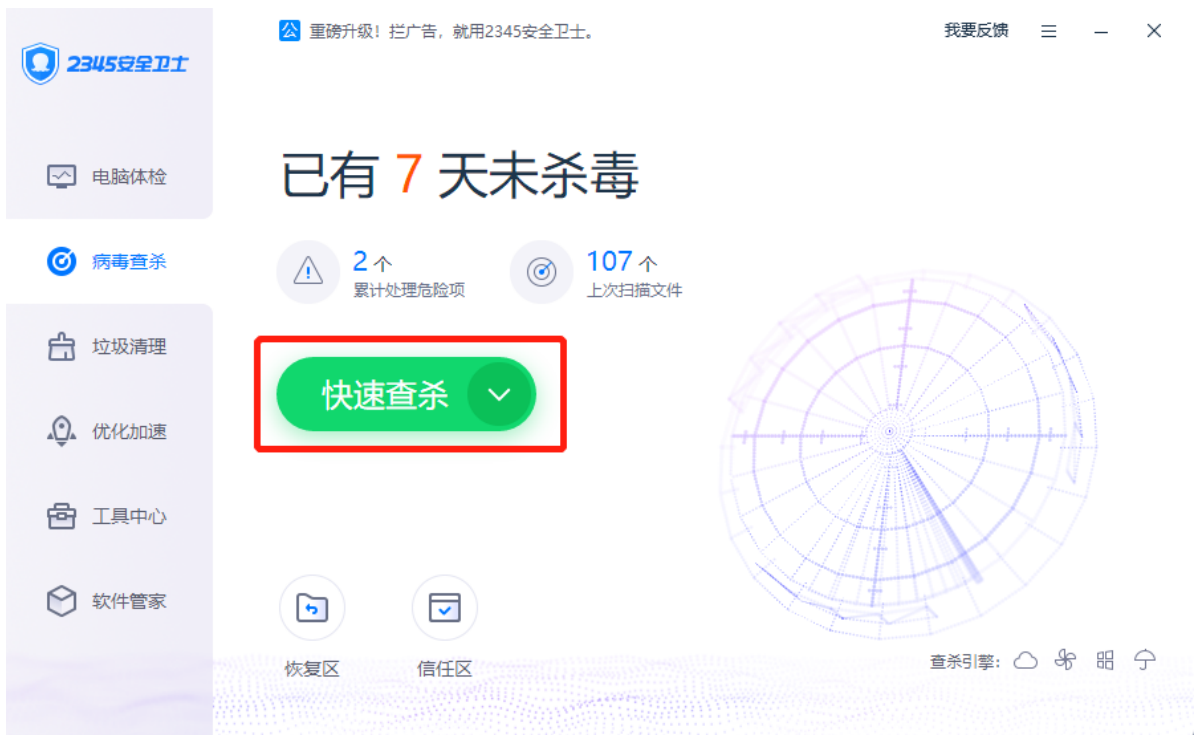 重磅升级！拦广告，就用2345安全卫士。
我要反馈
2345安全卫士
电脑体检
病毒查杀
垃圾清理
优化加速
工具中心
软件管家
已有 7 天未杀毒
2 个
累计处理危险项
107 个
上次扫描文件
快速查杀
恢复区
信任区
查杀引擎: